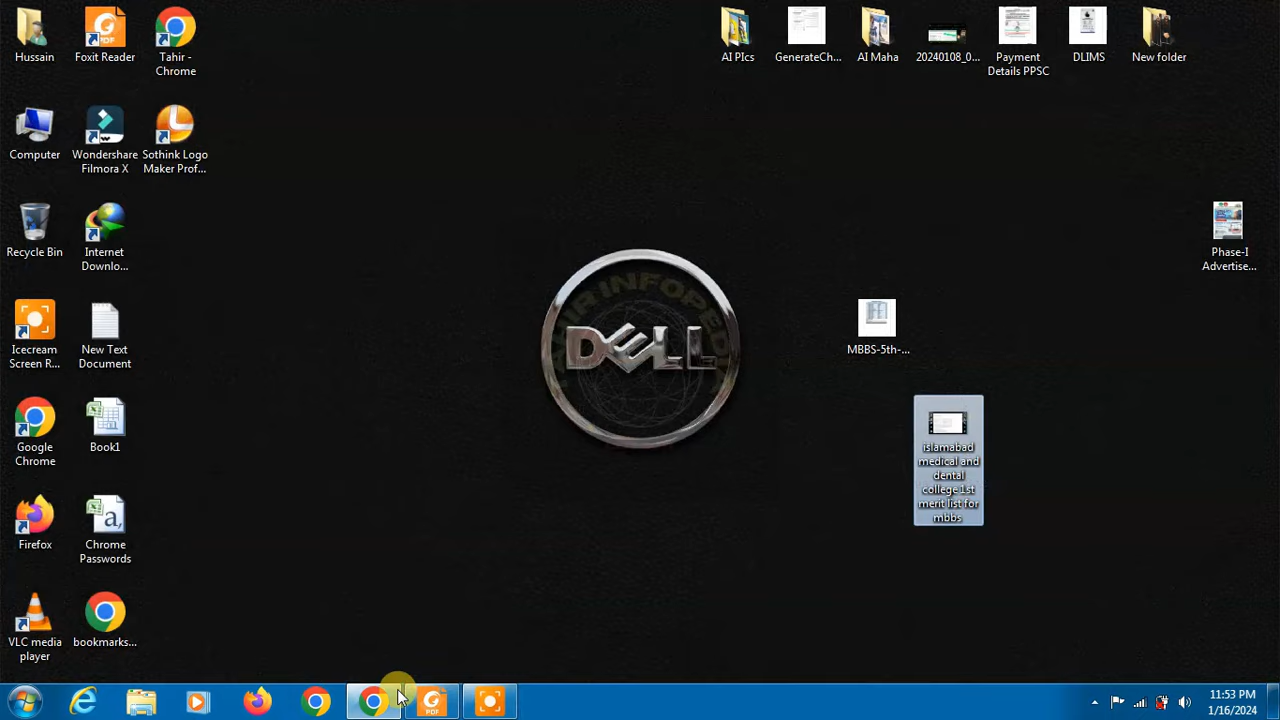 Hussain
Foxit Reader
Tahir -
Chrome
AI PIcs
GenerateCh...
AI Maha
20240108_0...
Payment
Details PPSC
DLIMS
New folder
Computer
Wondershare
Filmora X
Sothink Logo
Maker Prof...
Recycle Bin
Internet
Downlo...
Phase-I
Advertise...
DELL
Icecream
Screen R...
New Text
Document
MBBS-5th-...
Google
Chrome
Book1
islamabad
medical and
dental
college 1st
merit list for
mbbs
Firefox
Chrome
Passwords
VLC media
player
bookmarks...
PDF
11:53 PM
1/16/2024